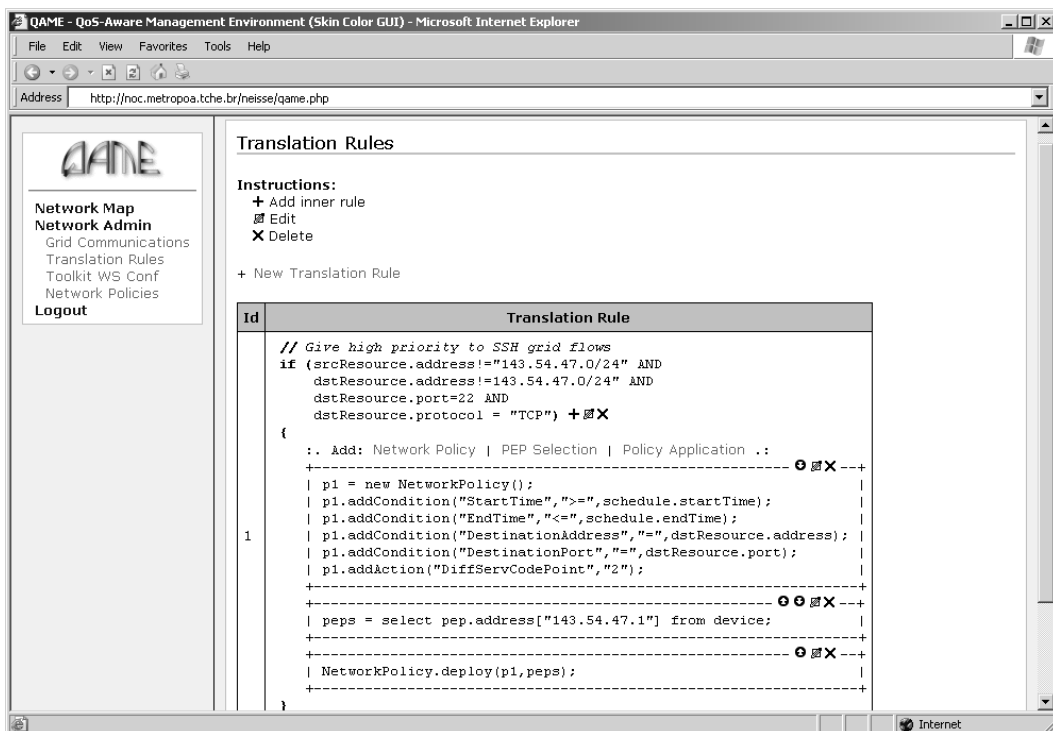 QAME - QoS-Aware Management Environment (Skin Color GUI) - Microsoft Internet Explorer
File Edit View Favorites Tools Help
Address http://noc.metropoa.tche.br/neisse/qame.php
QAME
Network Map
Network Admin
Grid Communications
Translation Rules
Toolkit WS Conf
Network Policies
Logout
Translation Rules
Instructions:
+ Add inner rule
Edit
X Delete
+ New Translation Rule
Id Translation Rule
1
// Give high priority to SSH grid flows
if (srcResource.address!="143.54.47.0/24" AND
dstResource.address!=143.54.47.0/24" AND
dstResource.port=22 AND
dstResource.protocol = "TCP") + X
{
:. Add: Network Policy | PEP Selection | Policy Application .:
+--------------------------------------------------------- X --+
| p1 = new NetworkPolicy(); |
| p1.addCondition("StartTime",">=",schedule.startTime); |
| p1.addCondition("EndTime","<=",schedule.endTime); |
| p1.addCondition("DestinationAddress","=",dstResource.address); |
| p1.addCondition("DestinationPort","=",dstResource.port); |
| p1.addAction("DiffServCodePoint","2"); |
+-----------------------------------------------------------------+
+------------------------------------------------------- X --+
| peps = select pep.address["143.54.47.1"] from device; |
+-----------------------------------------------------------------+
+--------------------------------------------------------- X --+
| NetworkPolicy.deploy(p1,peps); |
+-----------------------------------------------------------------+
}
Internet